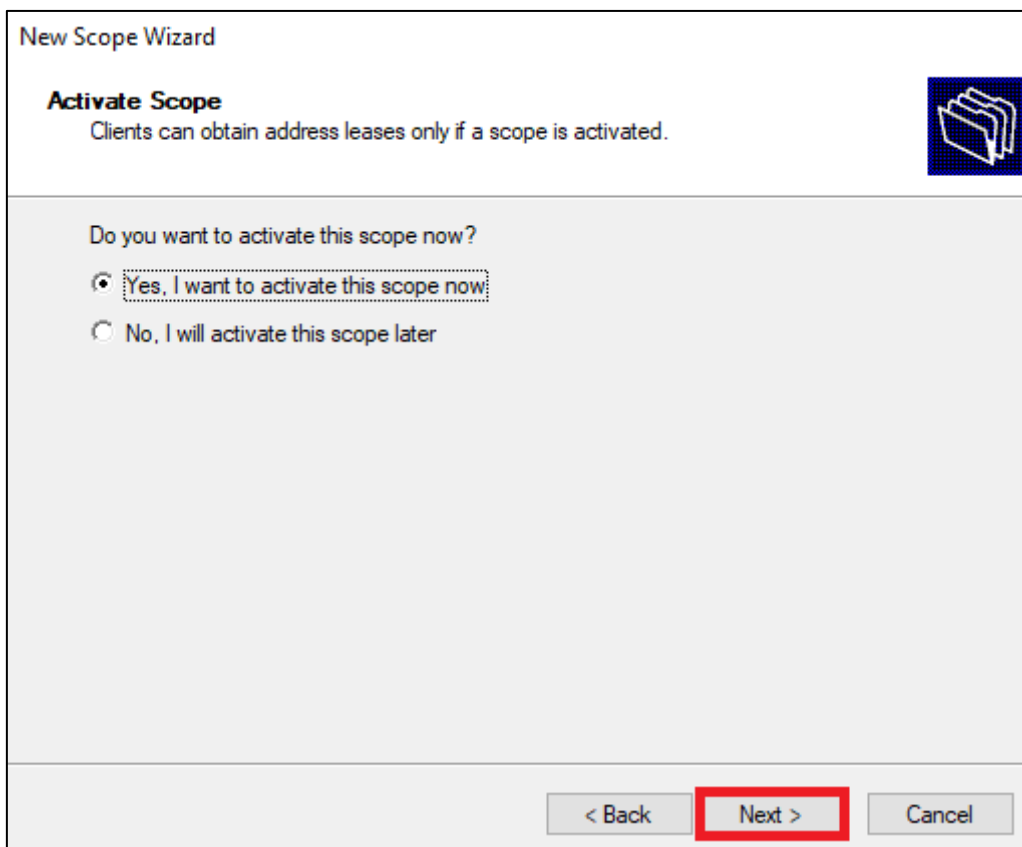 New Scope Wizard
Activate Scope
Clients can obtain address leases only if a scope is activated.
Do you want to activate this scope now?
Yes, I want to activate this scope now
No, I will activate this scope later
< Back Next > Cancel